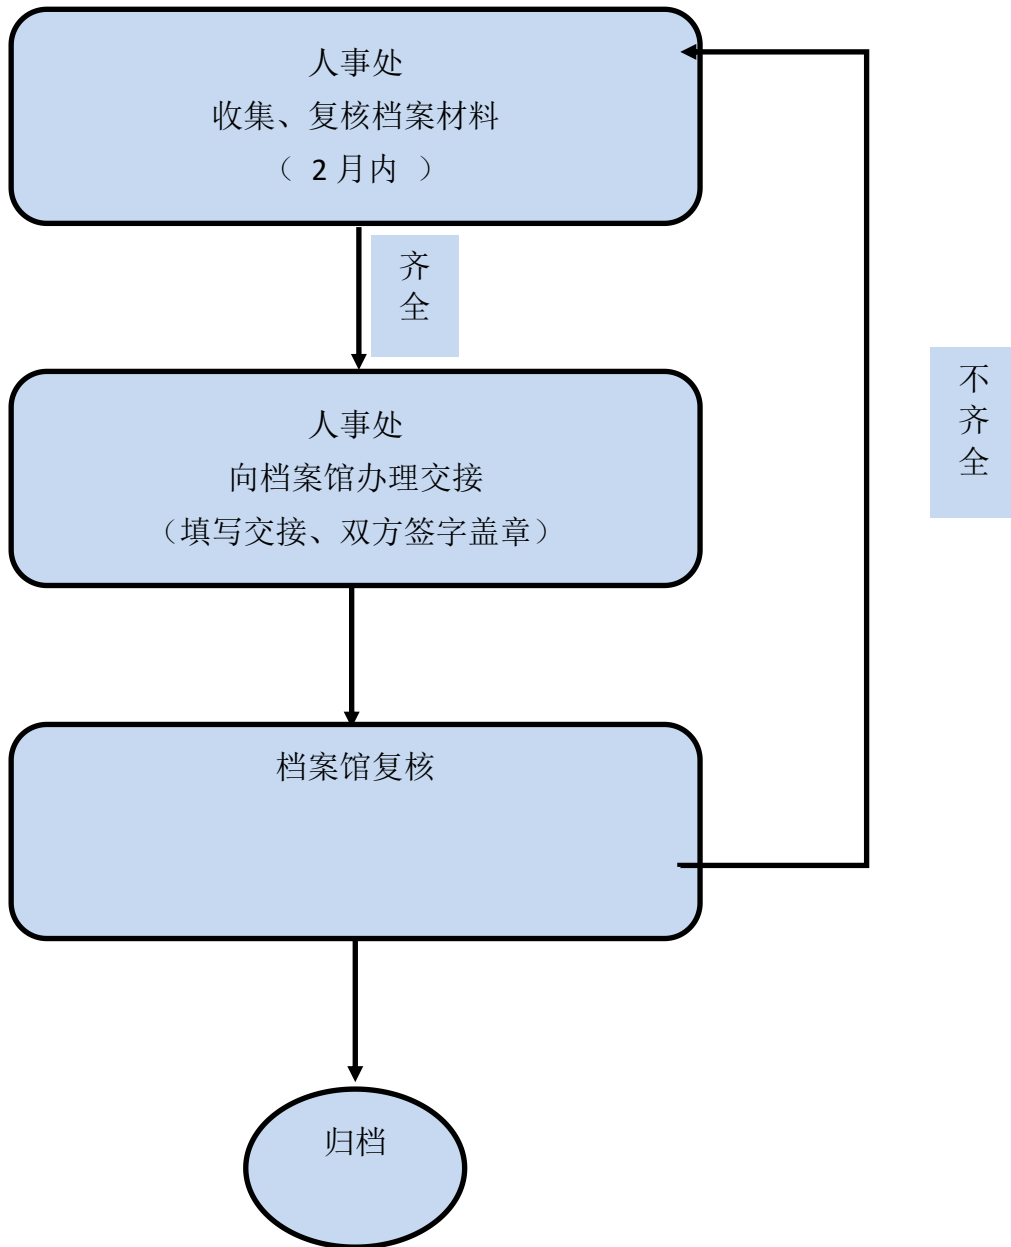 人事处
收集、复核档案材料
（ 2 月内 ）
齐
全
人事处
向档案馆办理交接
（填写交接、双方签字盖章）
不
齐
全
档案馆复核
归档